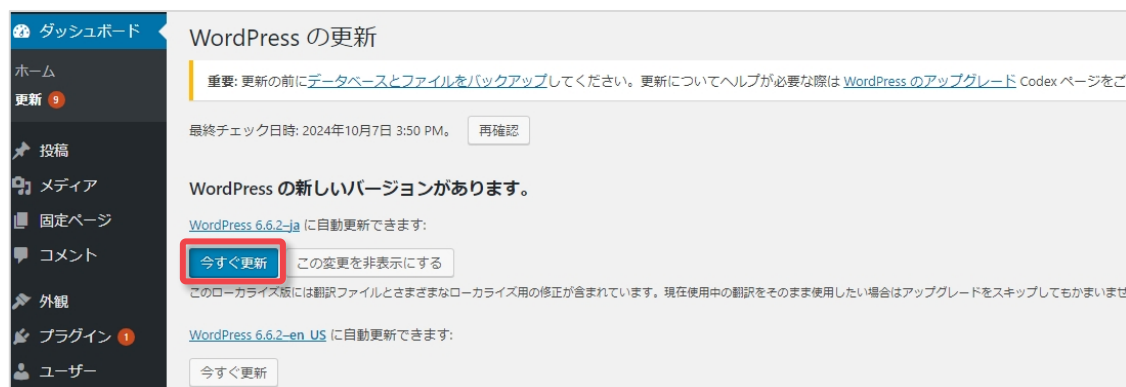 ダッシュボード
ホーム
更新 9
投稿
メディア
固定ページ
コメント
外観
プラグイン 1
ユーザー
WordPress の更新
重要: 更新の前にデータベースとファイルをバックアップしてください。更新についてヘルプが必要な際は WordPress のアップグレード Codex ページをご
最終チェック日時: 2024年10月7日 3:50 PM。 再確認
WordPress の新しいバージョンがあります。
WordPress 6.6.2–ja に自動更新できます:
今すぐ更新 この変更を非表示にする
このローカライズ版には翻訳ファイルとさまざまなローカライズ用の修正が含まれています。現在使用中の翻訳をそのまま使用したい場合はアップグレードをスキップしてもかまいませ
WordPress 6.6.2–en_US に自動更新できます:
今すぐ更新